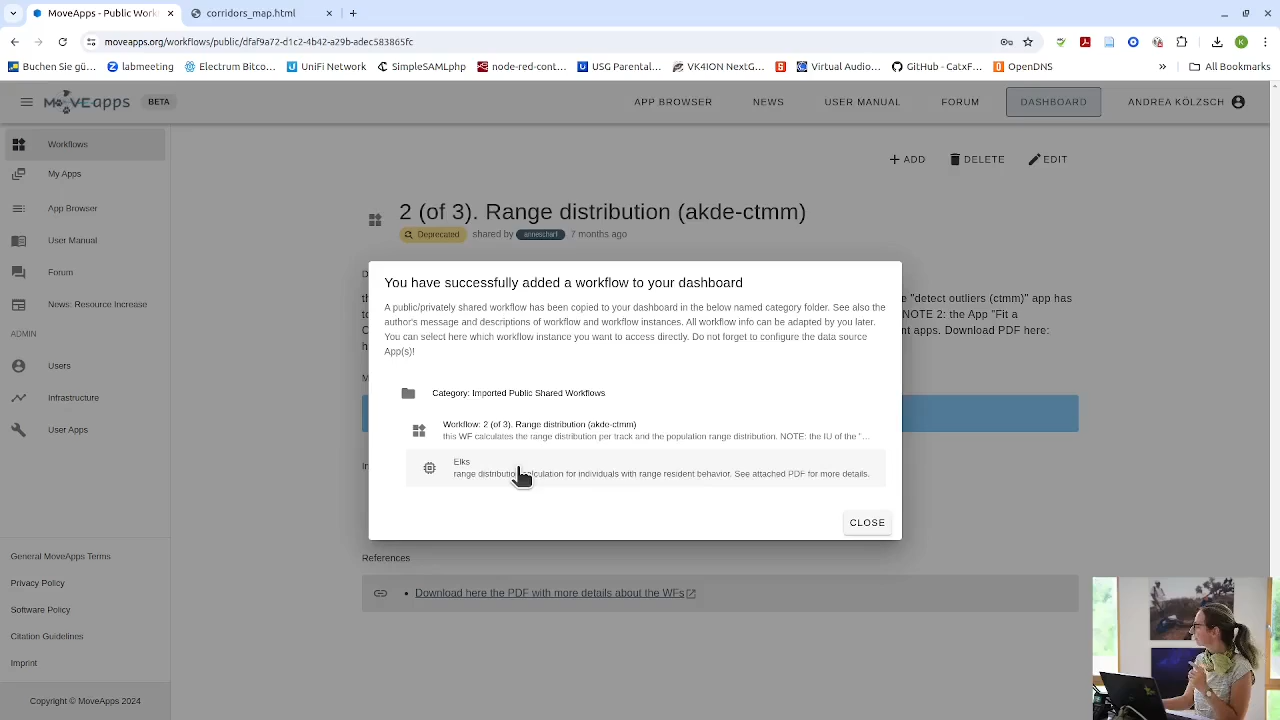 MoveApps - Public Work
corridors_map.html
moveapps.org/workflows/public/dfaf9a72-d1c2-4b42-a29b-adec583865fc
Buchen Sie gü...
labmeeting
Electrum Bitco...
UniFi Network
SimpleSAMLphp
node-red-cont...
USG Parental...
VK4ION NextG...
Virtual Audio...
GitHub - CatxF...
OpenDNS
»
All Bookmarks
MOVEapps
BETA
APP BROWSER
NEWS
USER MANUAL
FORUM
DASHBOARD
ANDREA KÖLZSCH
Workflows
My Apps
App Browser
User Manual
Forum
News: Resource Increase
ADMIN
Users
Infrastructure
User Apps
General MoveApps Terms
Privacy Policy
Software Policy
Citation Guidelines
Imprint
Copyright © MoveApps 2024
+ ADD
DELETE
EDIT
2 (of 3). Range distribution (akde-ctmm)
Deprecated shared by annescharf 7 months ago
"detect outliers (ctmm)" app has
NOTE 2: the App "Fit a
ent apps. Download PDF here:
You have successfully added a workflow to your dashboard
A public/privately shared workflow has been copied to your dashboard in the below named category folder. See also the
author's message and descriptions of workflow and workflow instances. All workflow info can be adapted by you later.
You can select here which workflow instance you want to access directly. Do not forget to configure the data source
App(s)!
Category: Imported Public Shared Workflows
Workflow: 2 (of 3). Range distribution (akde-ctmm)
this WF calculates the range distribution per track and the population range distribution. NOTE: the IU of the "...
Elks
range distribution calculation for individuals with range resident behavior. See attached PDF for more details.
CLOSE
References
• Download here the PDF with more details about the WFs